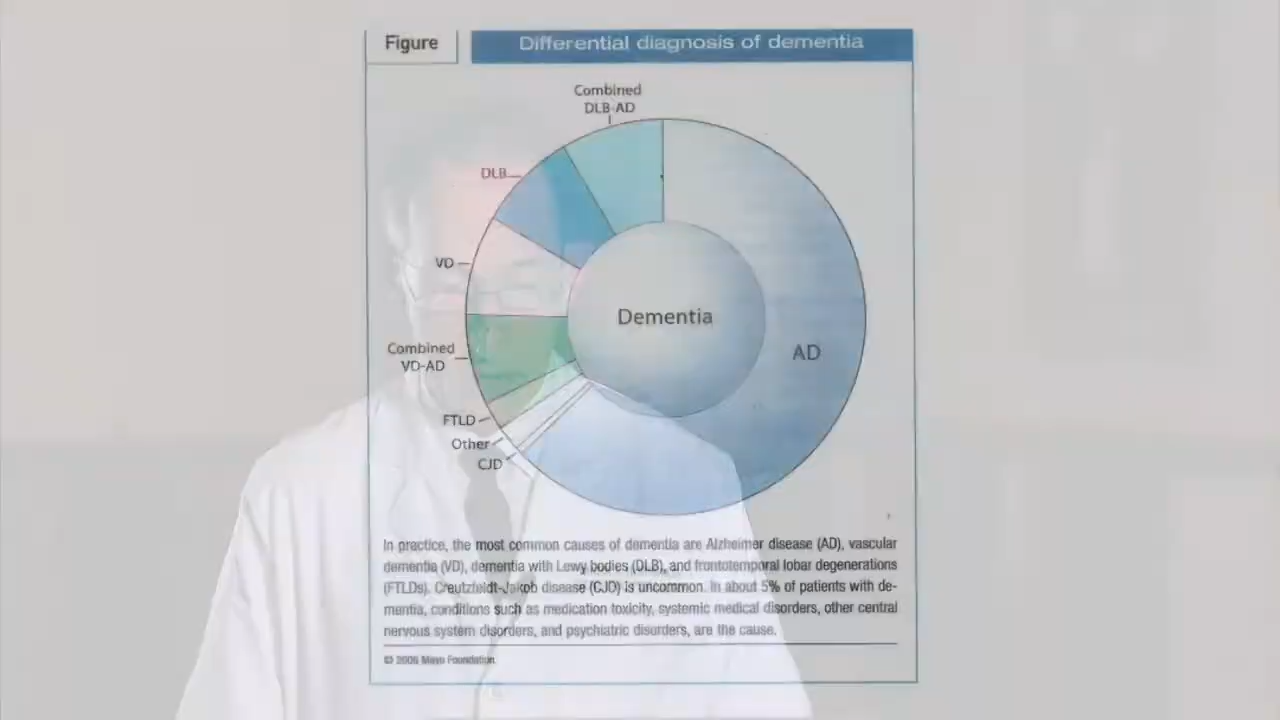 Figure
Differential diagnosis of dementia
Combined
DLB-AD
DLB
VD
Dementia
Combined
VD-AD
AD
FTLD
Other
CJD
In practice, the most common causes of dementia are Alzheimer disease (AD), vascular
dementia (VD), dementia with Lewy bodies (DLB), and frontotemporal lobar degenerations
(FTLDs). Creutzfeldt-Jakob disease (CJD) is uncommon. In about 5% of patients with de-
mentia, conditions such as medication toxicity, systemic medical disorders, other central
nervous system disorders, and psychiatric disorders, are the cause.
© 2006 Mayo Foundation